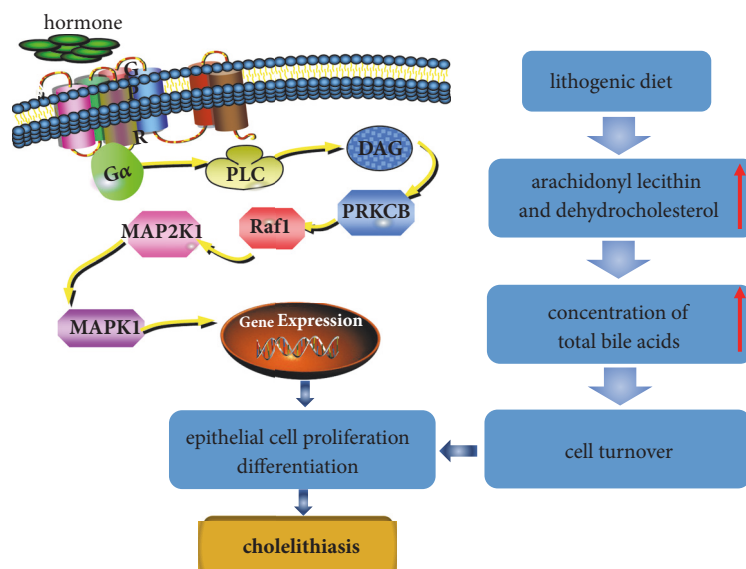 hormone
G
P
R
Gα
PLC
DAG
PRKCB
Raf1
MAP2K1
MAPK1
Gene Expression
epithelial cell proliferation
differentiation
cholelithiasis
lithogenic diet
arachidonyl lecithin
and dehydrocholesterol
concentration of
total bile acids
cell turnover